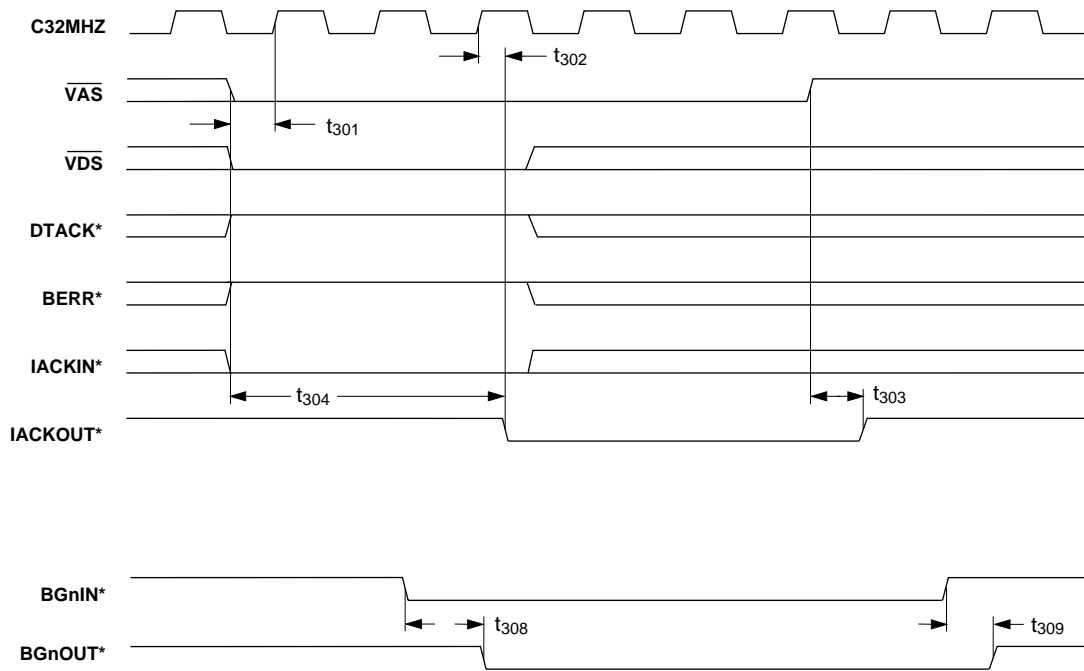 C32MHZ
t302
VAS
t301
VDS
DTACK*
BERR*
IACKIN*
t304
t303
IACKOUT*
BGnIN*
t308
t309
BGnOUT*